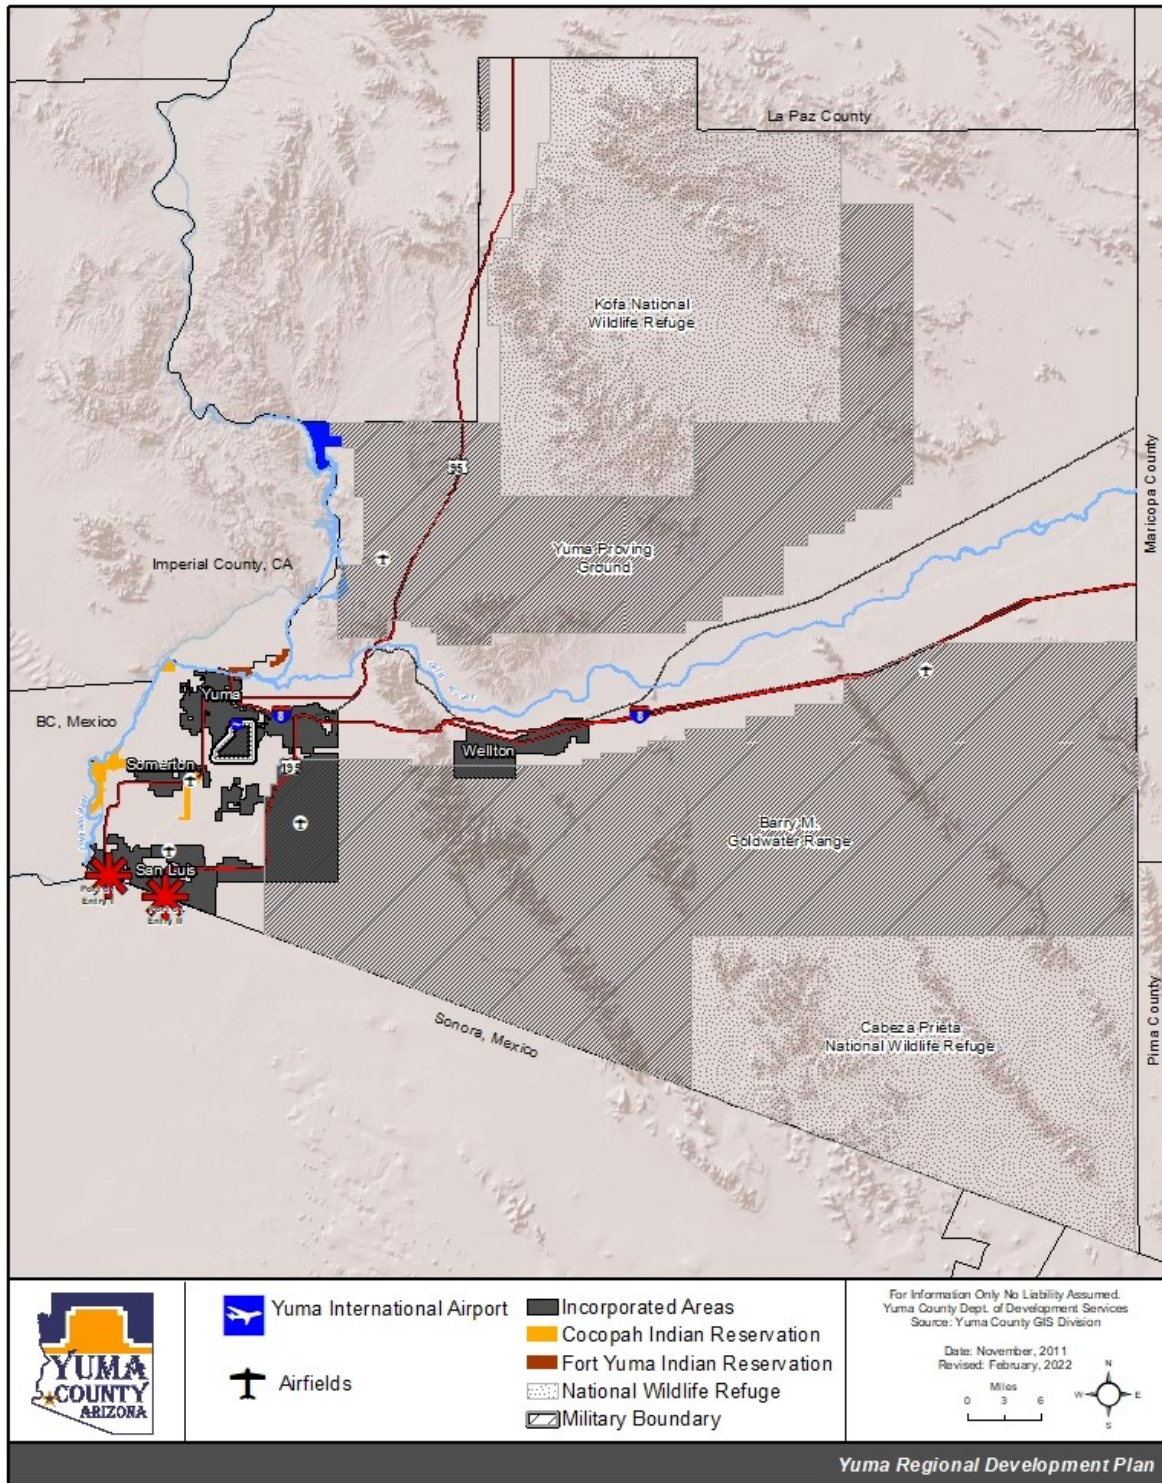 La Paz County
Kofa National
Wildlife Refuge
Maricopa County
95
Yuma Proving
Ground
Imperial County, CA
Yuma
BC, Mexico
8
8
Wellton
Somerton
195
Barry M.
Goldwater Range
San Luis
Entry I
Entry II
Sonora, Mexico
Cabeza Prieta
National Wildlife Refuge
Pima County
YUMA
COUNTY
ARIZONA
Yuma International Airport
Airfields
Incorporated Areas
Cocopah Indian Reservation
Fort Yuma Indian Reservation
National Wildlife Refuge
Military Boundary
For Information Only No Liability Assumed.
Yuma County Dept. of Development Services
Source: Yuma County GIS Division
Date: November, 2011
Revised: February, 2022
Miles
0 3 6
N
W E
S
Yuma Regional Development Plan